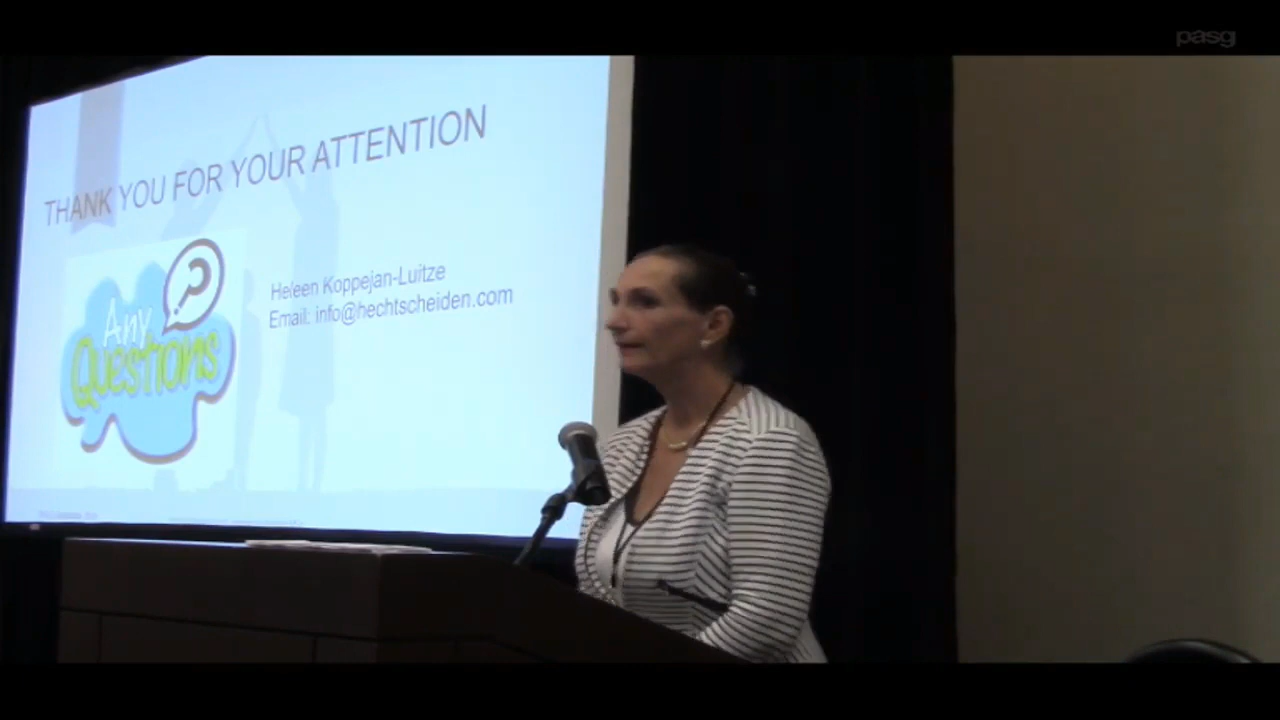 pasg
THANK YOU FOR YOUR ATTENTION
Any
Questions
?
Heleen Koppejan-Luitze
Email: info@hechtscheiden.com